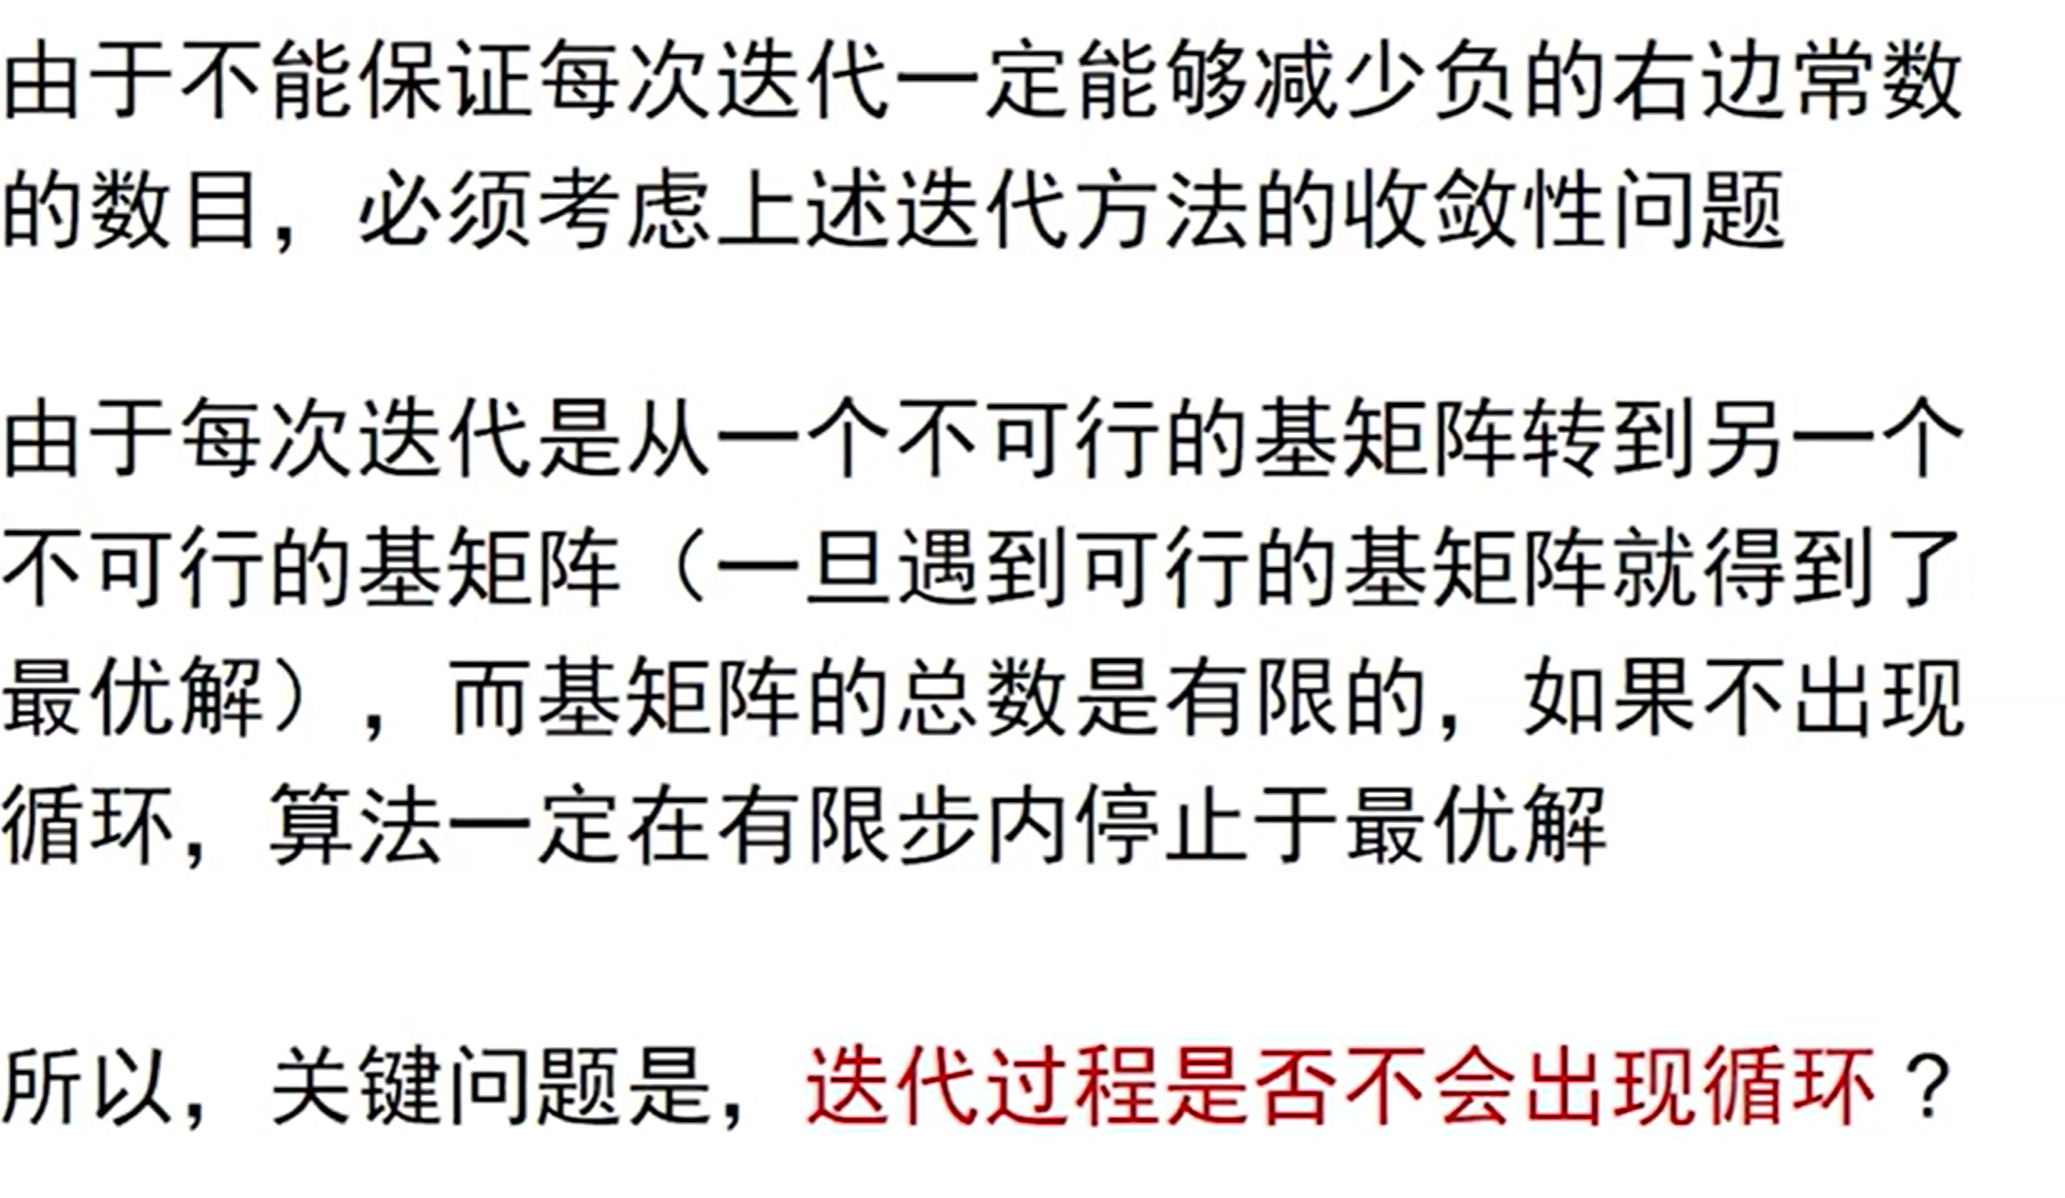 由于不能保证每次迭代一定能够减少负的右边常数
的数目，必须考虑上述迭代方法的收敛性问题
由于每次迭代是从一个不可行的基矩阵转到另一个
不可行的基矩阵（一旦遇到可行的基矩阵就得到了
最优解），而基矩阵的总数是有限的，如果不出现
循环，算法一定在有限步内停止于最优解
所以，关键问题是，迭代过程是否不会出现循环？